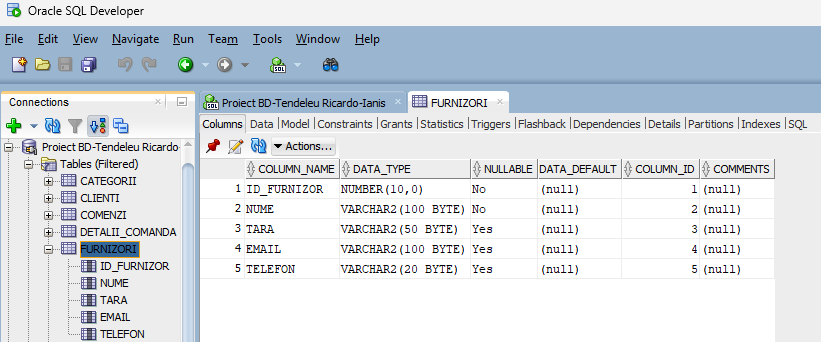 Oracle SQL Developer
File Edit View Navigate Run Team Tools Window Help
Connections
Proiect BD-Tendeleu Ricardo-
Tables (Filtered)
CATEGORII
CLIENTI
COMENZI
DETALII_COMANDA
FURNIZORI
ID_FURNIZOR
NUME
TARA
EMAIL
TELEFON
Proiect BD-Tendeleu Ricardo-Ianis FURNIZORI
Columns Data Model Constraints Grants Statistics Triggers Flashback Dependencies Details Partitions Indexes SQL
Actions...
COLUMN_NAME DATA_TYPE NULLABLE DATA_DEFAULT COLUMN_ID COMMENTS
1 ID_FURNIZOR NUMBER(10,0) No (null) 1 (null)
2 NUME VARCHAR2(100 BYTE) No (null) 2 (null)
3 TARA VARCHAR2(50 BYTE) Yes (null) 3 (null)
4 EMAIL VARCHAR2(100 BYTE) Yes (null) 4 (null)
5 TELEFON VARCHAR2(20 BYTE) Yes (null) 5 (null)